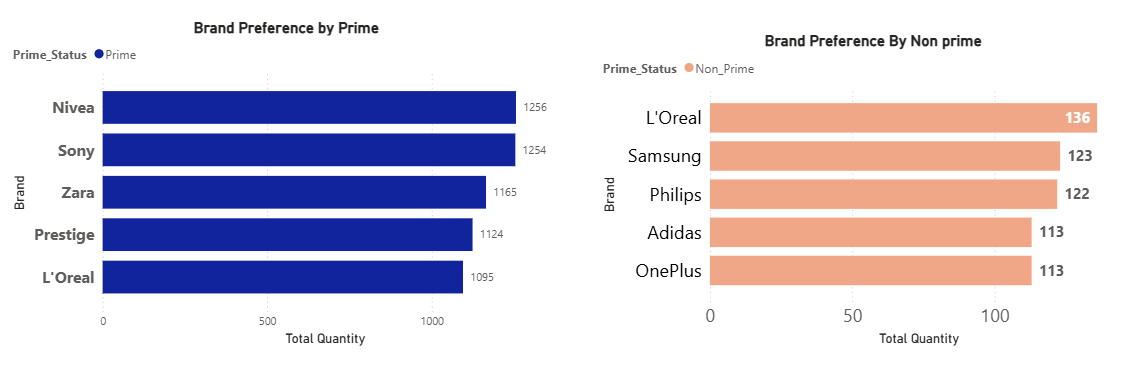 Brand Preference by Prime
Prime_Status Prime
Nivea 1256
Sony 1254
Zara 1165
Prestige 1124
L'Oreal 1095
Brand
0 500 1000
Total Quantity
Brand Preference By Non prime
Prime_Status Non_Prime
L'Oreal 136
Samsung 123
Philips 122
Adidas 113
OnePlus 113
Brand
0 50 100
Total Quantity